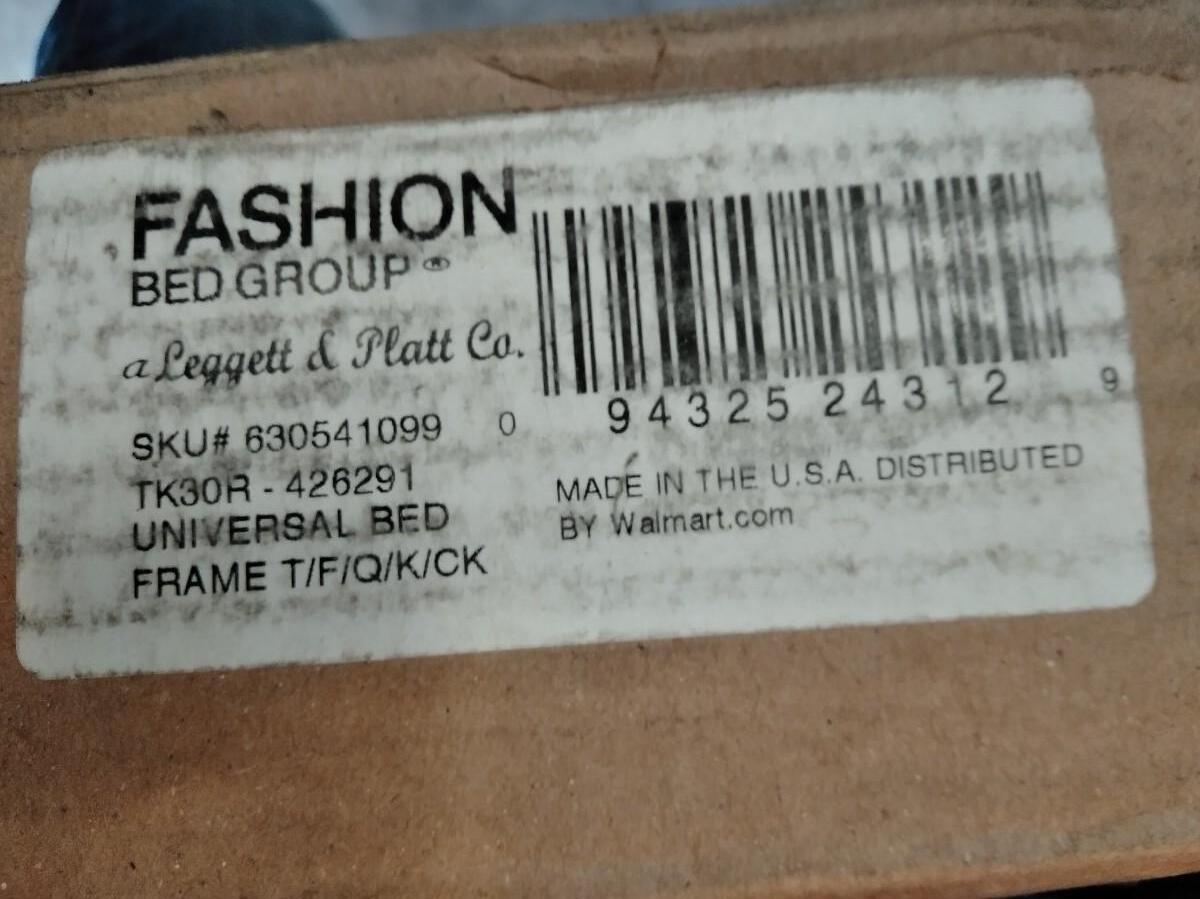 FASHION
BED GROUP®
a Leggett & Platt Co.
SKU# 630541099
TK30R - 426291
UNIVERSAL BED
FRAME T/F/Q/K/CK
0 94325 24312 9
MADE IN THE U.S.A. DISTRIBUTED
BY Walmart.com